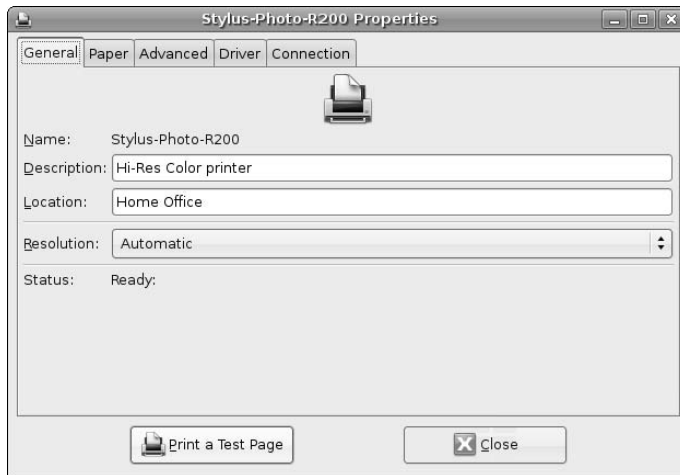 Stylus-Photo-R200 Properties
General Paper Advanced Driver Connection
Name: Stylus-Photo-R200
Description: Hi-Res Color printer
Location: Home Office
Resolution: Automatic
Status: Ready:
Print a Test Page Close